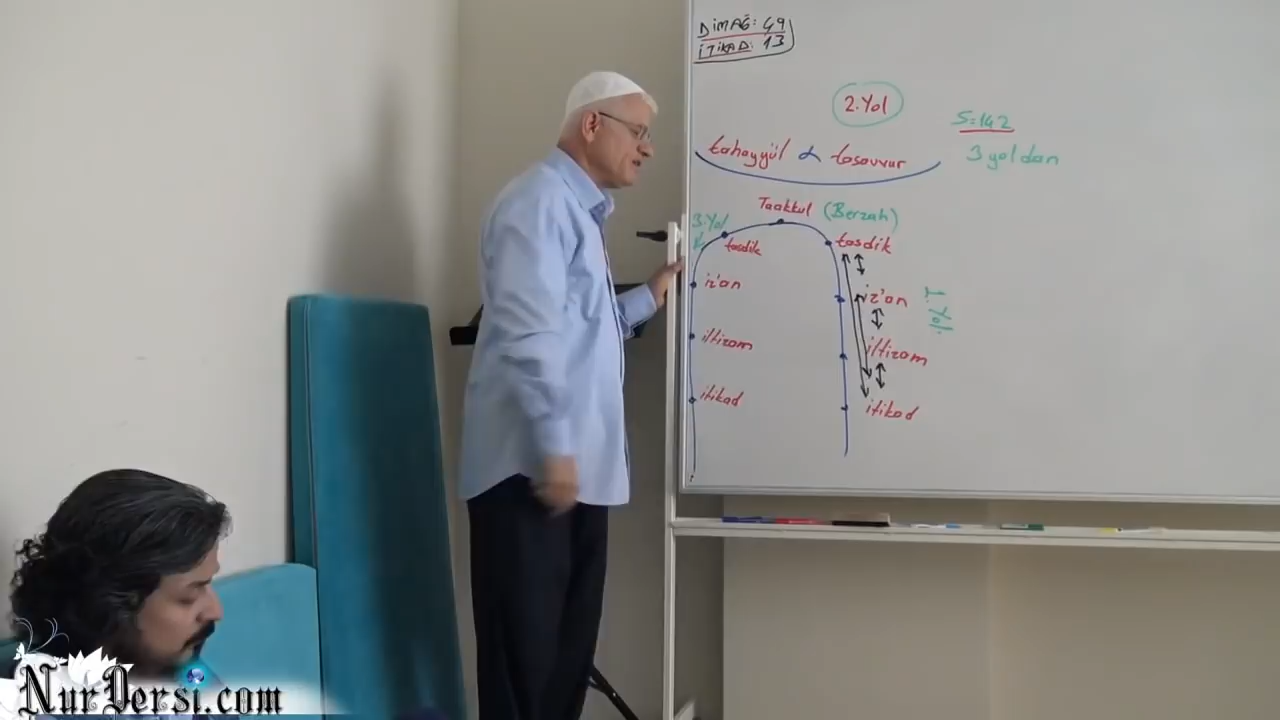 DİMAĞ: 49
İTİKAD: 13
2.Yol
S:142
3 yoldan
tahayyül & tasavvur
Taakkul (Berzah)
3.Yol
tasdik
tasdik
iz'an
iz'an
1. Yol
iltizam
iltizam
itikad
itikad
NurDersi.com